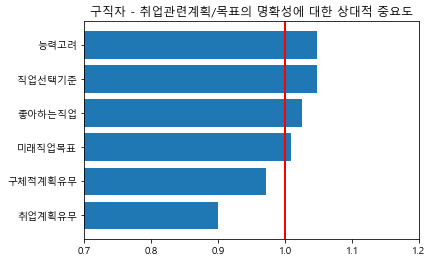 구직자 - 취업관련계획/목표의 명확성에 대한 상대적 중요도
능력고려
직업선택기준
좋아하는직업
미래직업목표
구체적계획유무
취업계획유무
0.7 0.8 0.9 1.0 1.1 1.2